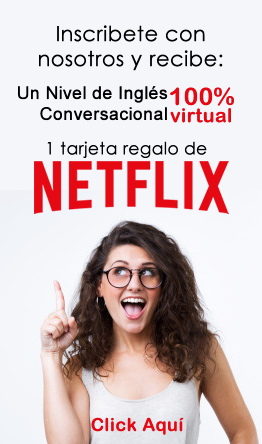 Inscribete con
nosotros y recibe:
Un Nivel de Inglés 100%
Conversacional virtual
1 tarjeta regalo de
NETFLIX
Click Aquí